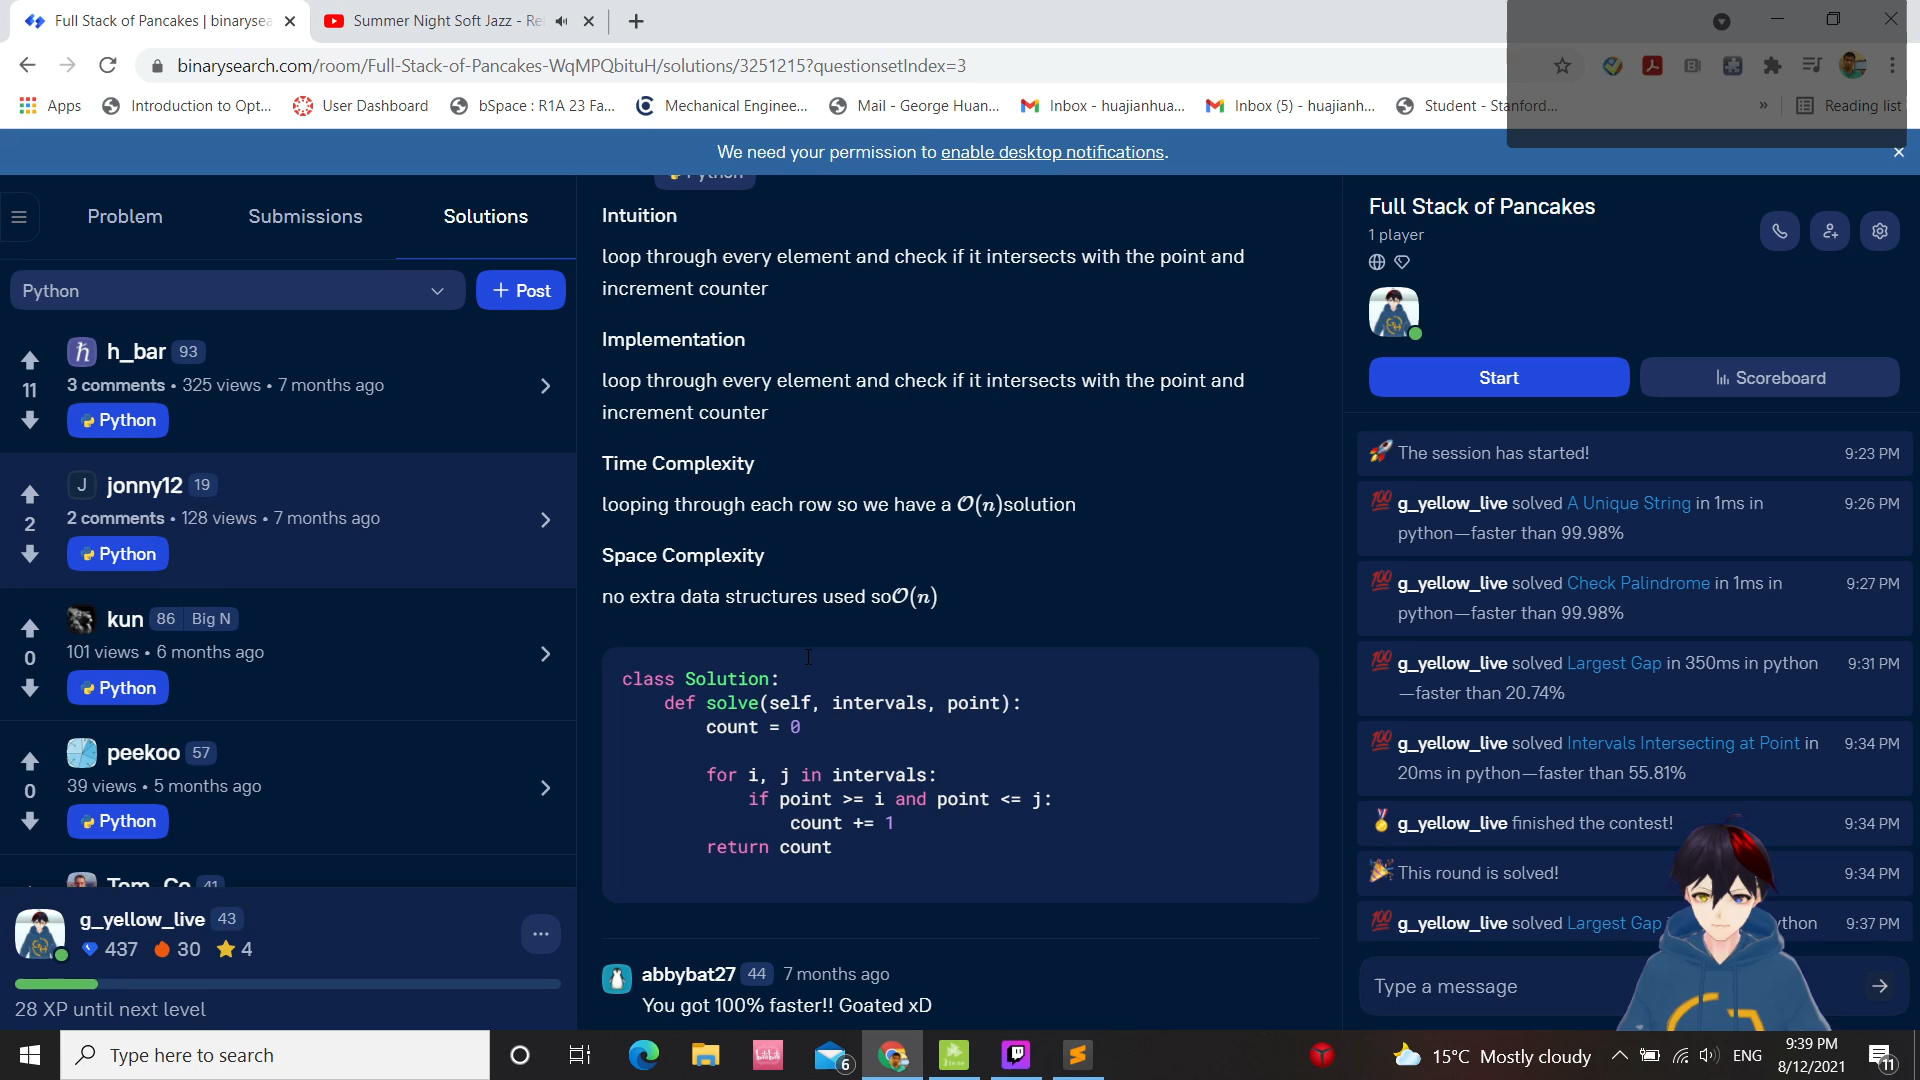 Full Stack of Pancakes | binarysea
Summer Night Soft Jazz - Re
binarysearch.com/room/Full-Stack-of-Pancakes-WqMPQbituH/solutions/3251215?questionsetIndex=3
Apps
Introduction to Opt...
User Dashboard
bSpace : R1A 23 Fa...
Mechanical Enginee...
Mail - George Huan...
Inbox - huajianhua...
Inbox (5) - huajianh...
Student - Stanford...
»
Reading list
We need your permission to enable desktop notifications.
Problem
Submissions
Solutions
Python
+ Post
h_bar 93
11
3 comments • 325 views • 7 months ago
Python
J jonny12 19
2
2 comments • 128 views • 7 months ago
Python
kun 86 Big N
0
101 views • 6 months ago
Python
peekoo 57
0
39 views • 5 months ago
Python
Tom_Co 41
g_yellow_live 43
437 30 4
28 XP until next level
Python
Intuition
loop through every element and check if it intersects with the point and
increment counter
Implementation
loop through every element and check if it intersects with the point and
increment counter
Time Complexity
looping through each row so we have a O(n)solution
Space Complexity
no extra data structures used soO(n)
class Solution:
def solve(self, intervals, point):
count = 0
for i, j in intervals:
if point >= i and point <= j:
count += 1
return count
abbybat27 44 7 months ago
You got 100% faster!! Goated xD
Full Stack of Pancakes
1 player
Start
Scoreboard
The session has started! 9:23 PM
g_yellow_live solved A Unique String in 1ms in 9:26 PM
python—faster than 99.98%
g_yellow_live solved Check Palindrome in 1ms in 9:27 PM
python—faster than 99.98%
g_yellow_live solved Largest Gap in 350ms in python 9:31 PM
—faster than 20.74%
g_yellow_live solved Intervals Intersecting at Point in 9:34 PM
20ms in python—faster than 55.81%
g_yellow_live finished the contest! 9:34 PM
This round is solved! 9:34 PM
g_yellow_live solved Largest Gap ython 9:37 PM
Type a message
Type here to search
6
15°C Mostly cloudy
ENG
9:39 PM
8/12/2021
11